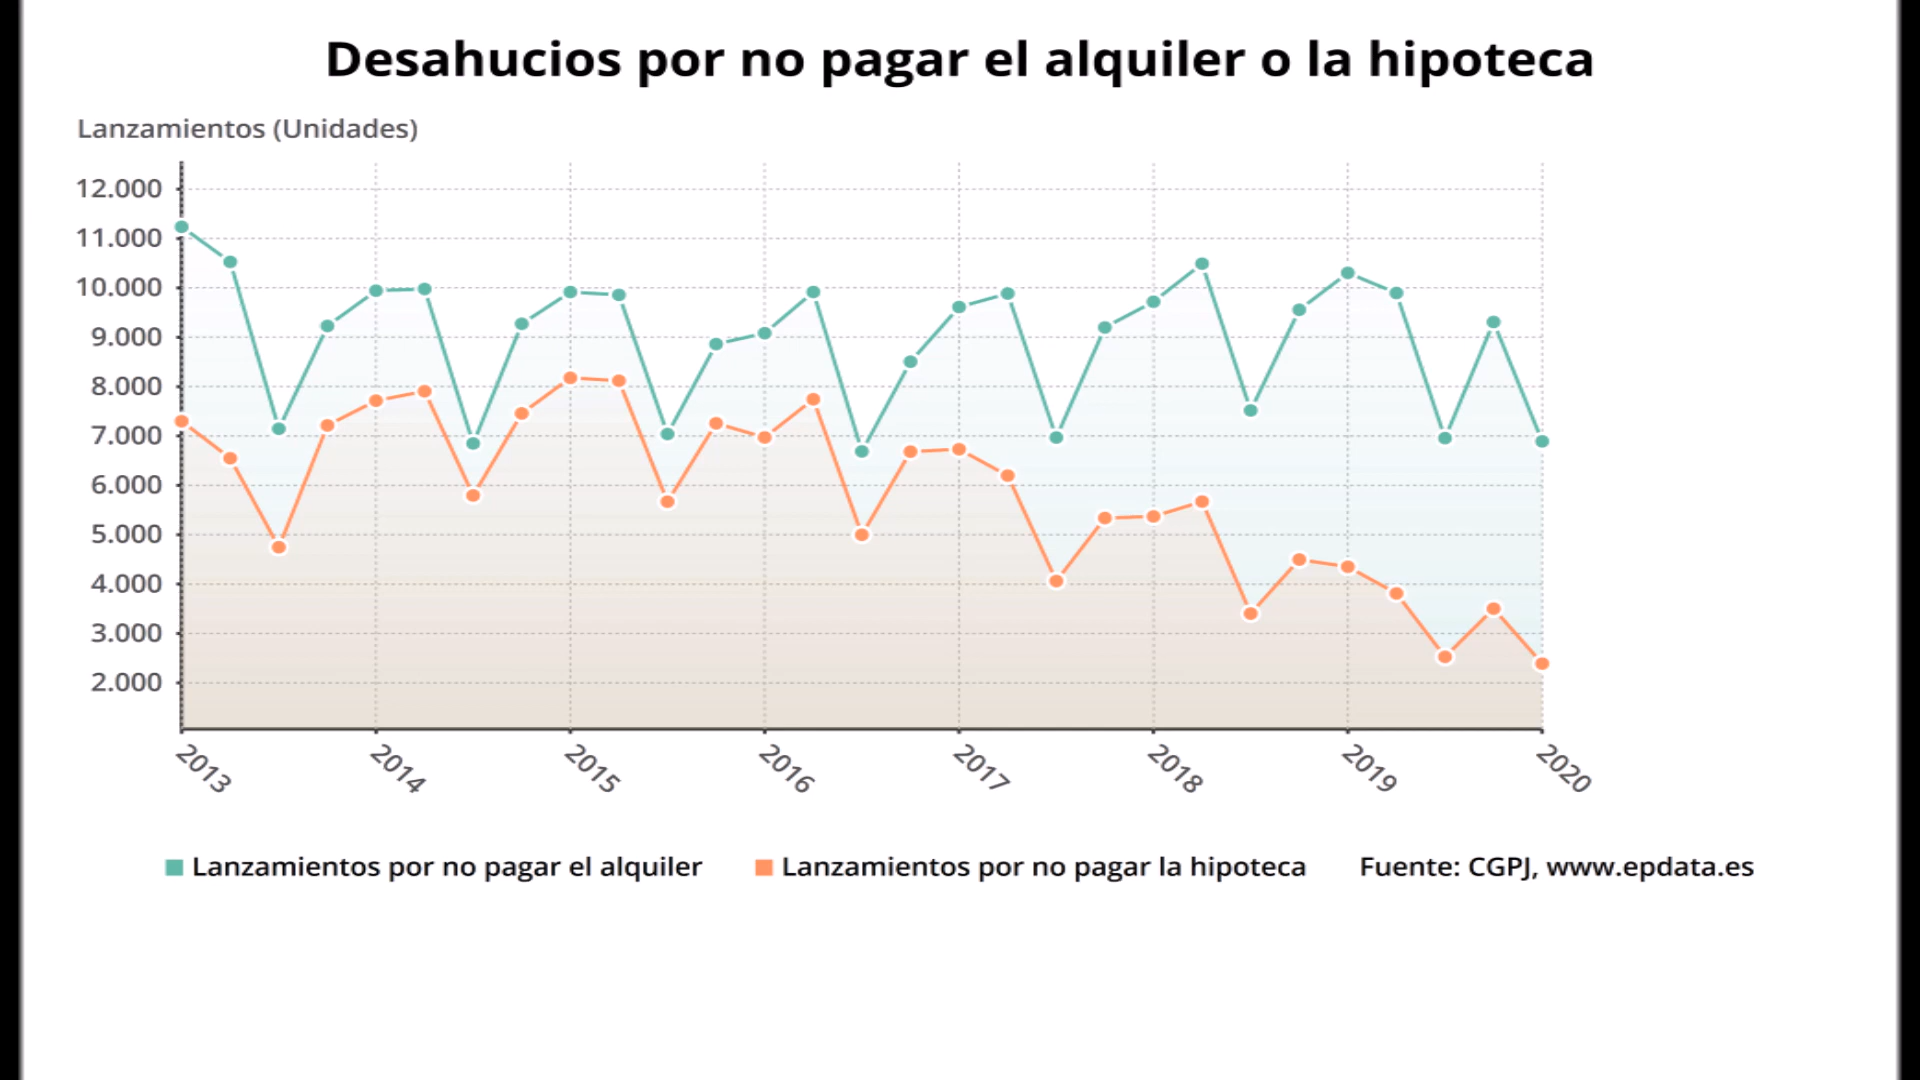 Desahucios por no pagar el alquiler o la hipoteca
Lanzamientos (Unidades)
12.000
11.000
10.000
9.000
8.000
7.000
6.000
5.000
4.000
3.000
2.000
2013 2014 2015 2016 2017 2018 2019 2020
Lanzamientos por no pagar el alquiler Lanzamientos por no pagar la hipoteca Fuente: CGPJ, www.epdata.es